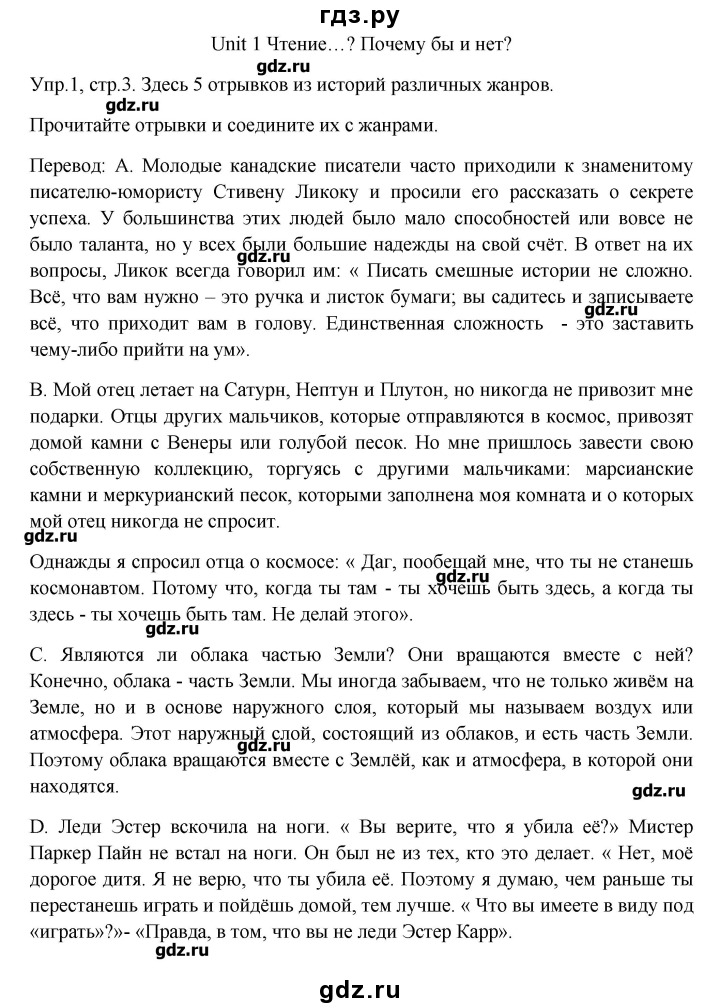 гдз.ру
Unit 1 Чтение…? Почему бы и нет?
gdz.ru
Упр.1, стр.3. Здесь 5 отрывков из историй различных жанров.
gdz.ru
Прочитайте отрывки и соедините их с жанрами.
Перевод: А. Молодые канадские писатели часто приходили к знаменитому
писателю-юмористу Стивену Ликоку и просили его рассказать о секрете
успеха. У большинства этих людей было мало способностей или вовсе не
было таланта, но у всех были большие надежды на свой счёт. В ответ на их
gdz.ru
вопросы, Ликок всегда говорил им: « Писать смешные истории не сложно.
Всё, что вам нужно – это ручка и листок бумаги; вы садитесь и записываете
gdz.ru
всё, что приходит вам в голову. Единственная сложность - это заставить
чему-либо прийти на ум».
В. Мой отец летает на Сатурн, Нептун и Плутон, но никогда не привозит мне
подарки. Отцы других мальчиков, которые отправляются в космос, привозят
домой камни с Венеры или голубой песок. Но мне пришлось завести свою
собственную коллекцию, торгуясь с другими мальчиками: марсианские
камни и меркурианский песок, которыми заполнена моя комната и о которых
мой отец никогда не спросит.
gdz.ru
Однажды я спросил отца о космосе: « Даг, пообещай мне, что ты не станешь
gdz.ru
космонавтом. Потому что, когда ты там - ты хочешь быть здесь, а когда ты
здесь - ты хочешь быть там. Не делай этого».
gdz.ru
С. Являются ли облака частью Земли? Они вращаются вместе с ней?
Конечно, облака - часть Земли. Мы иногда забываем, что не только живём на
Земле, но и в основе наружного слоя, который мы называем воздух или
атмосфера. Этот наружный слой, состоящий из облаков, и есть часть Земли.
gdz.ru
Поэтому облака вращаются вместе с Землёй, как и атмосфера, в которой они
находятся.
gdz.ru
D. Леди Эстер вскочила на ноги. « Вы верите, что я убила её?» Мистер
Паркер Пайн не встал на ноги. Он был не из тех, кто это делает. « Нет, моё
дорогое дитя. Я не верю, что ты убила её. Поэтому я думаю, чем раньше ты
перестанешь играть и пойдёшь домой, тем лучше. « Что вы имеете в виду под
«играть»?»- «Правда, в том, что вы не леди Эстер Карр».
gdz.ru
gdz.ru